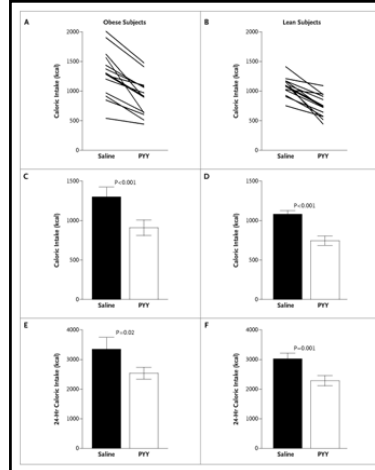 A
Obese Subjects
Caloric Intake (kcal)
2000
1500
1000
500
0
Saline
PYY
B
Lean Subjects
Caloric Intake (kcal)
2000
1500
1000
500
0
Saline
PYY
C
P<0.001
Caloric Intake (kcal)
1500
1000
500
0
Saline
PYY
D
P<0.001
Caloric Intake (kcal)
1500
1000
500
0
Saline
PYY
E
P=0.02
24-Hr Caloric Intake (kcal)
4000
3000
2000
1000
0
Saline
PYY
F
P=0.001
24-Hr Caloric Intake (kcal)
4000
3000
2000
1000
0
Saline
PYY